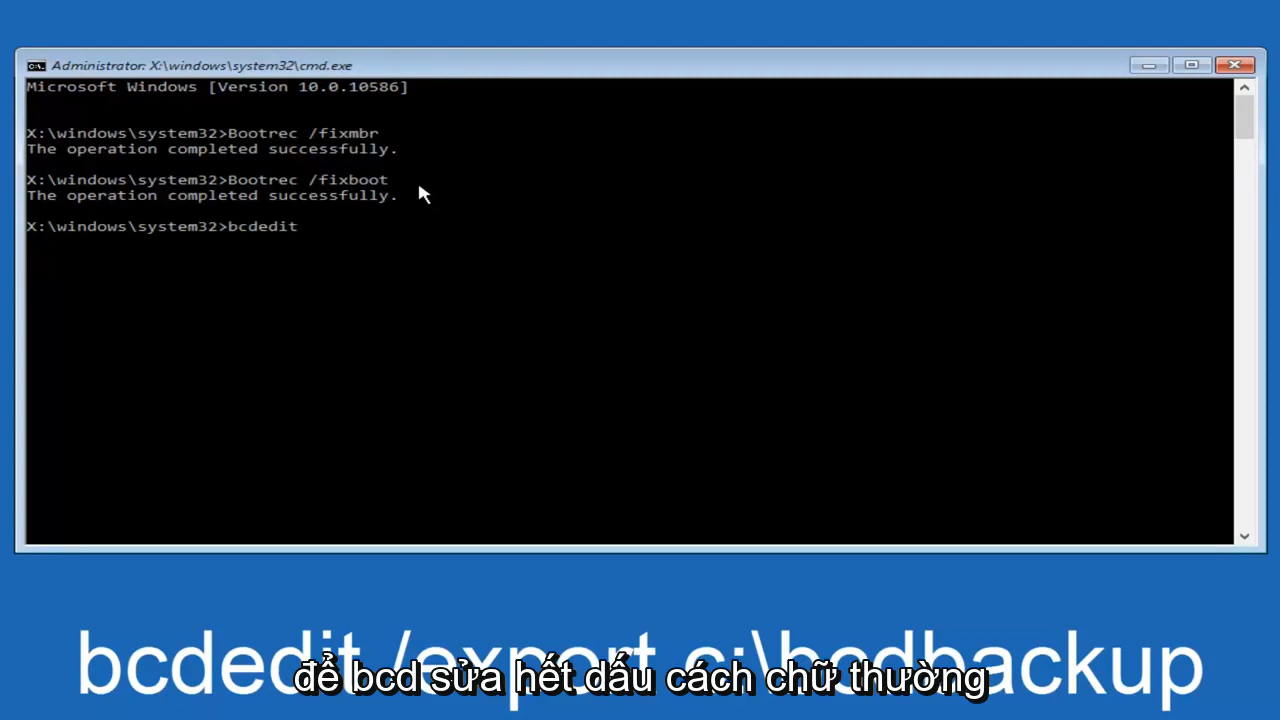 Administrator: X:\windows\system32\cmd.exe
Microsoft Windows [Version 10.0.10586]
X:\windows\system32>Bootrec /fixmbr
The operation completed successfully.
X:\windows\system32>Bootrec /fixboot
The operation completed successfully.
X:\windows\system32>bcdedit
bcdedit /export c:\bcdbackup
để bcd sửa hết dấu cách chữ thường